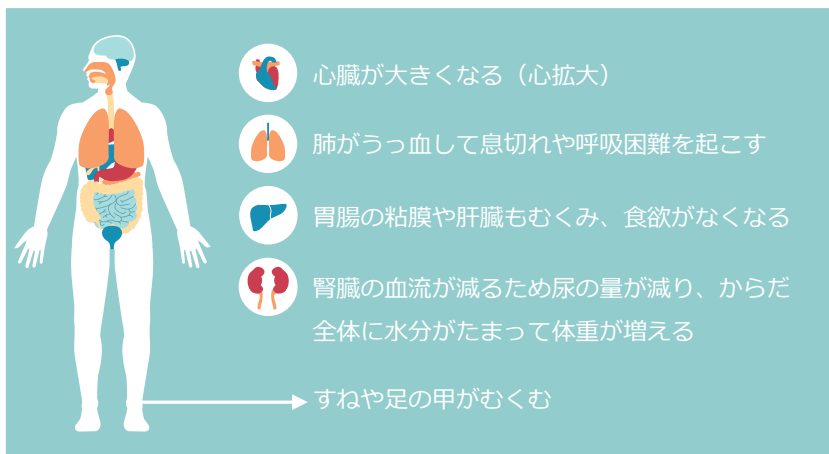 心臓が大きくなる（心拡大）
肺がうっ血して息切れや呼吸困難を起こす
胃腸の粘膜や肝臓もむくみ、食欲がなくなる
腎臓の血流が減るため尿の量が減り、からだ
全体に水分がたまって体重が増える
すねや足の甲がむくむ